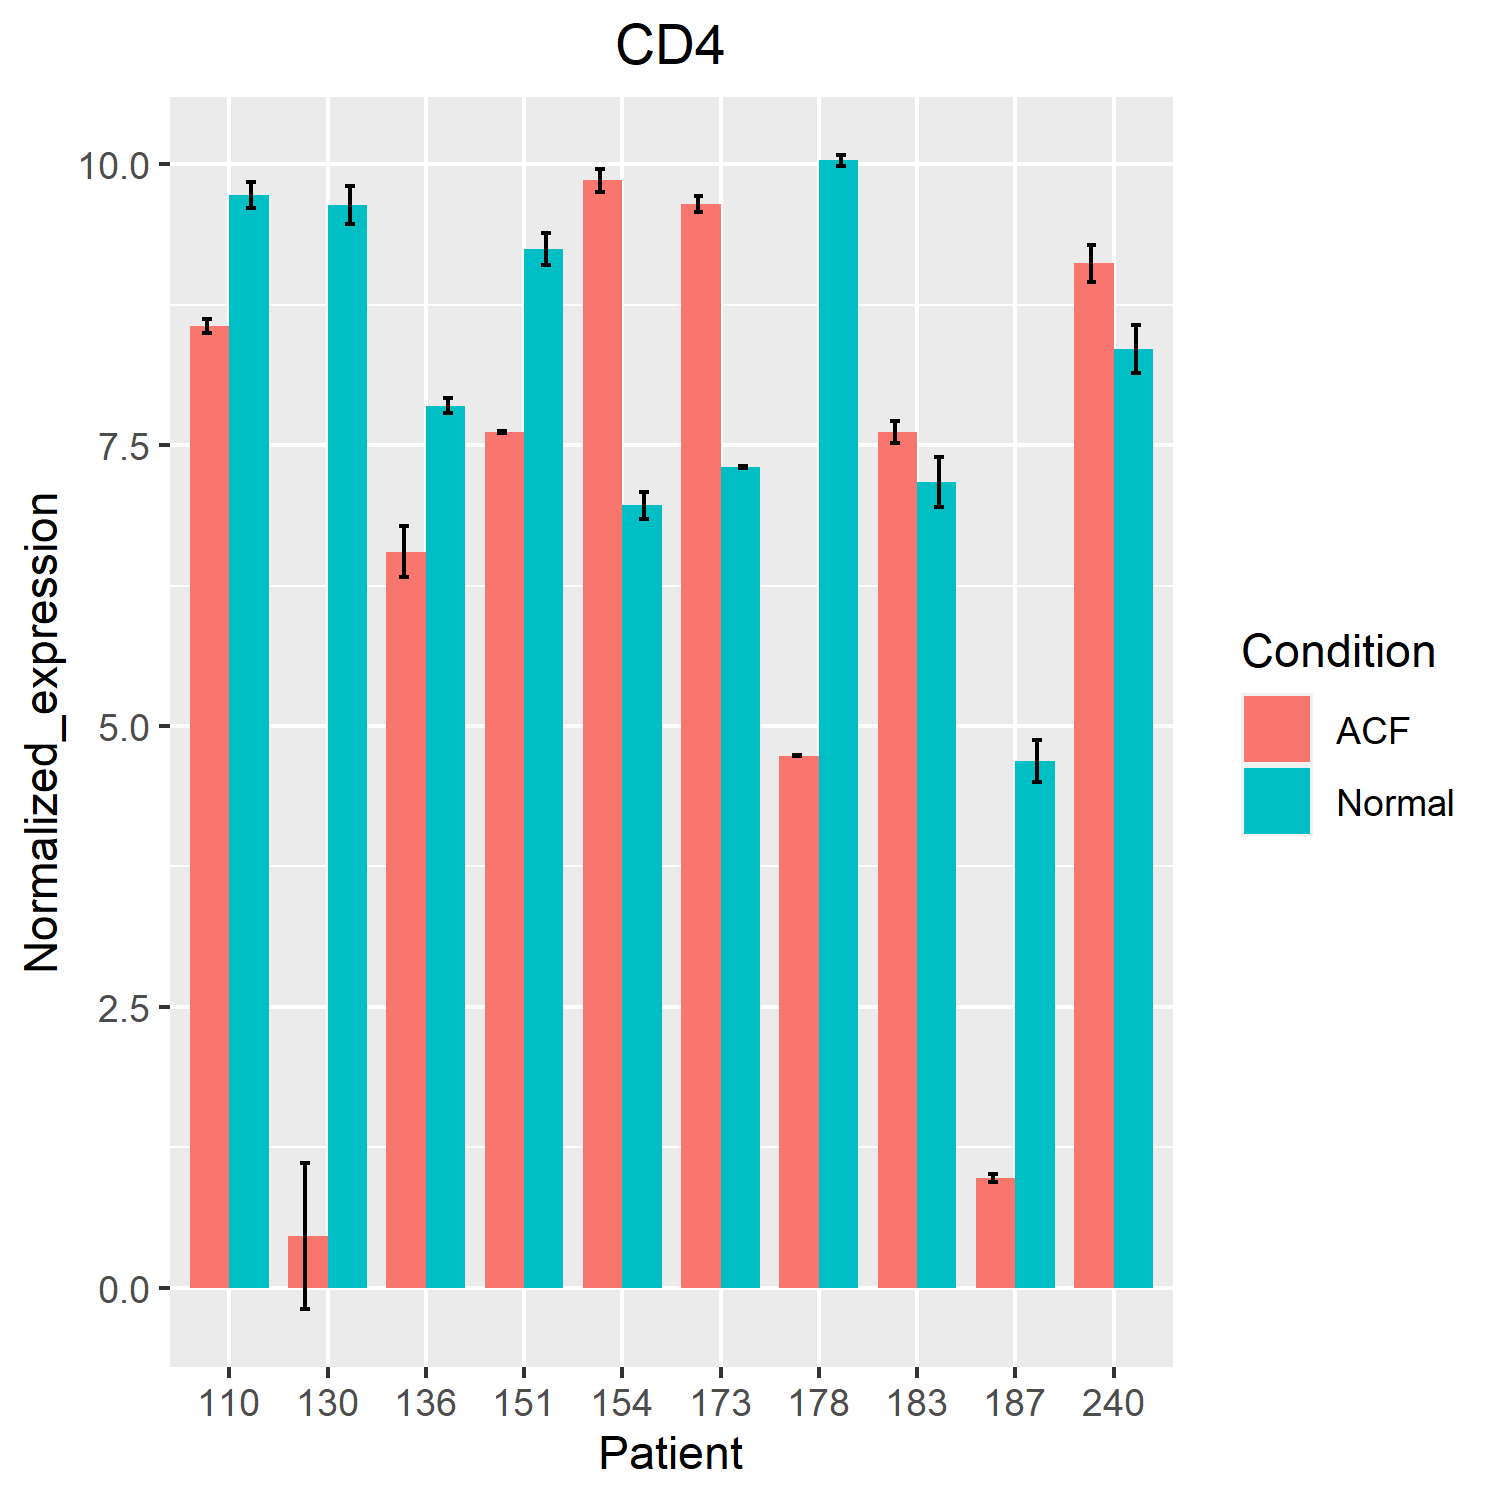 CD4
Normalized_expression
10.0
7.5
5.0
2.5
0.0
110 130 136 151 154 173 178 183 187 240
Patient
Condition
ACF
Normal